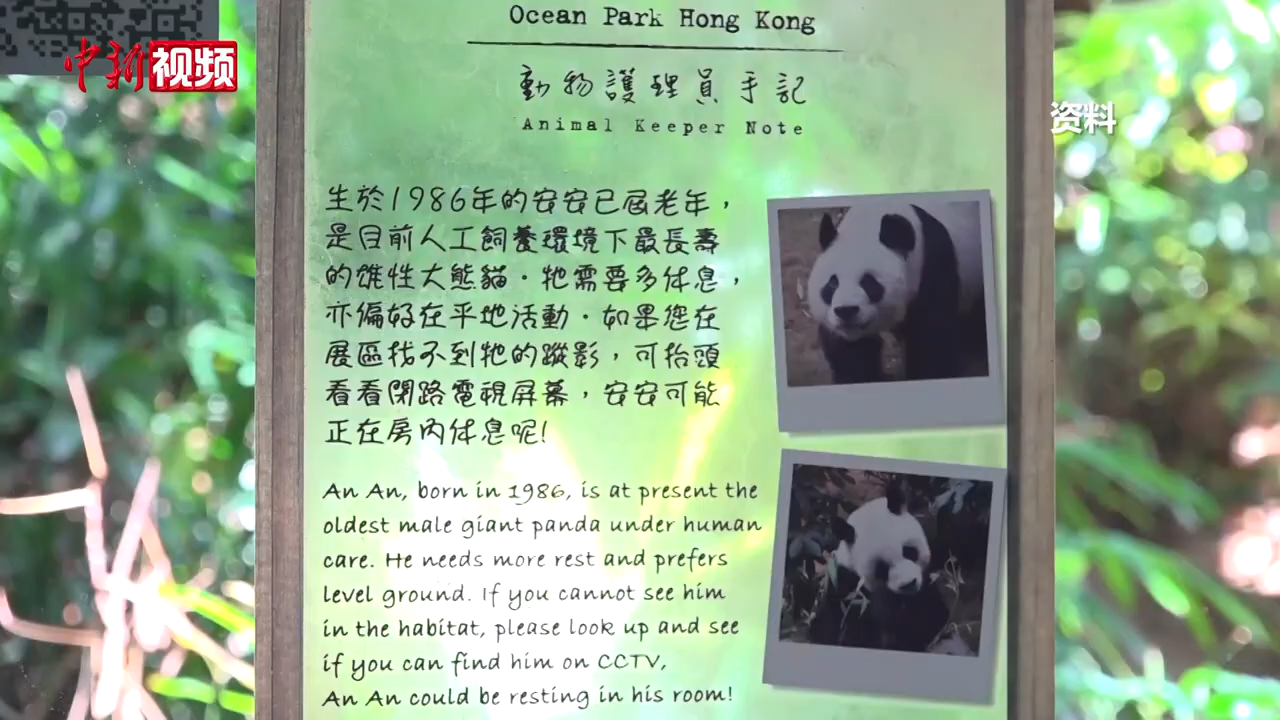 Ocean Park Hong Kong
中新视频
動物護理員手記
资料
Animal Keeper Note
生於1986年的安安已屆老年，
是目前人工飼養環境下最長壽
的雄性大熊貓。牠需要多休息，
亦偏好在平地活動。如果您在
展區找不到牠的蹤影，可抬頭
看看閉路電視屏幕，安安可能
正在房內休息呢!
An An, born in 1986, is at present the
oldest male giant panda under human
care. He needs more rest and prefers
level ground. If you cannot see him
in the habitat, please look up and see
if you can find him on CCTV,
An An could be resting in his room!